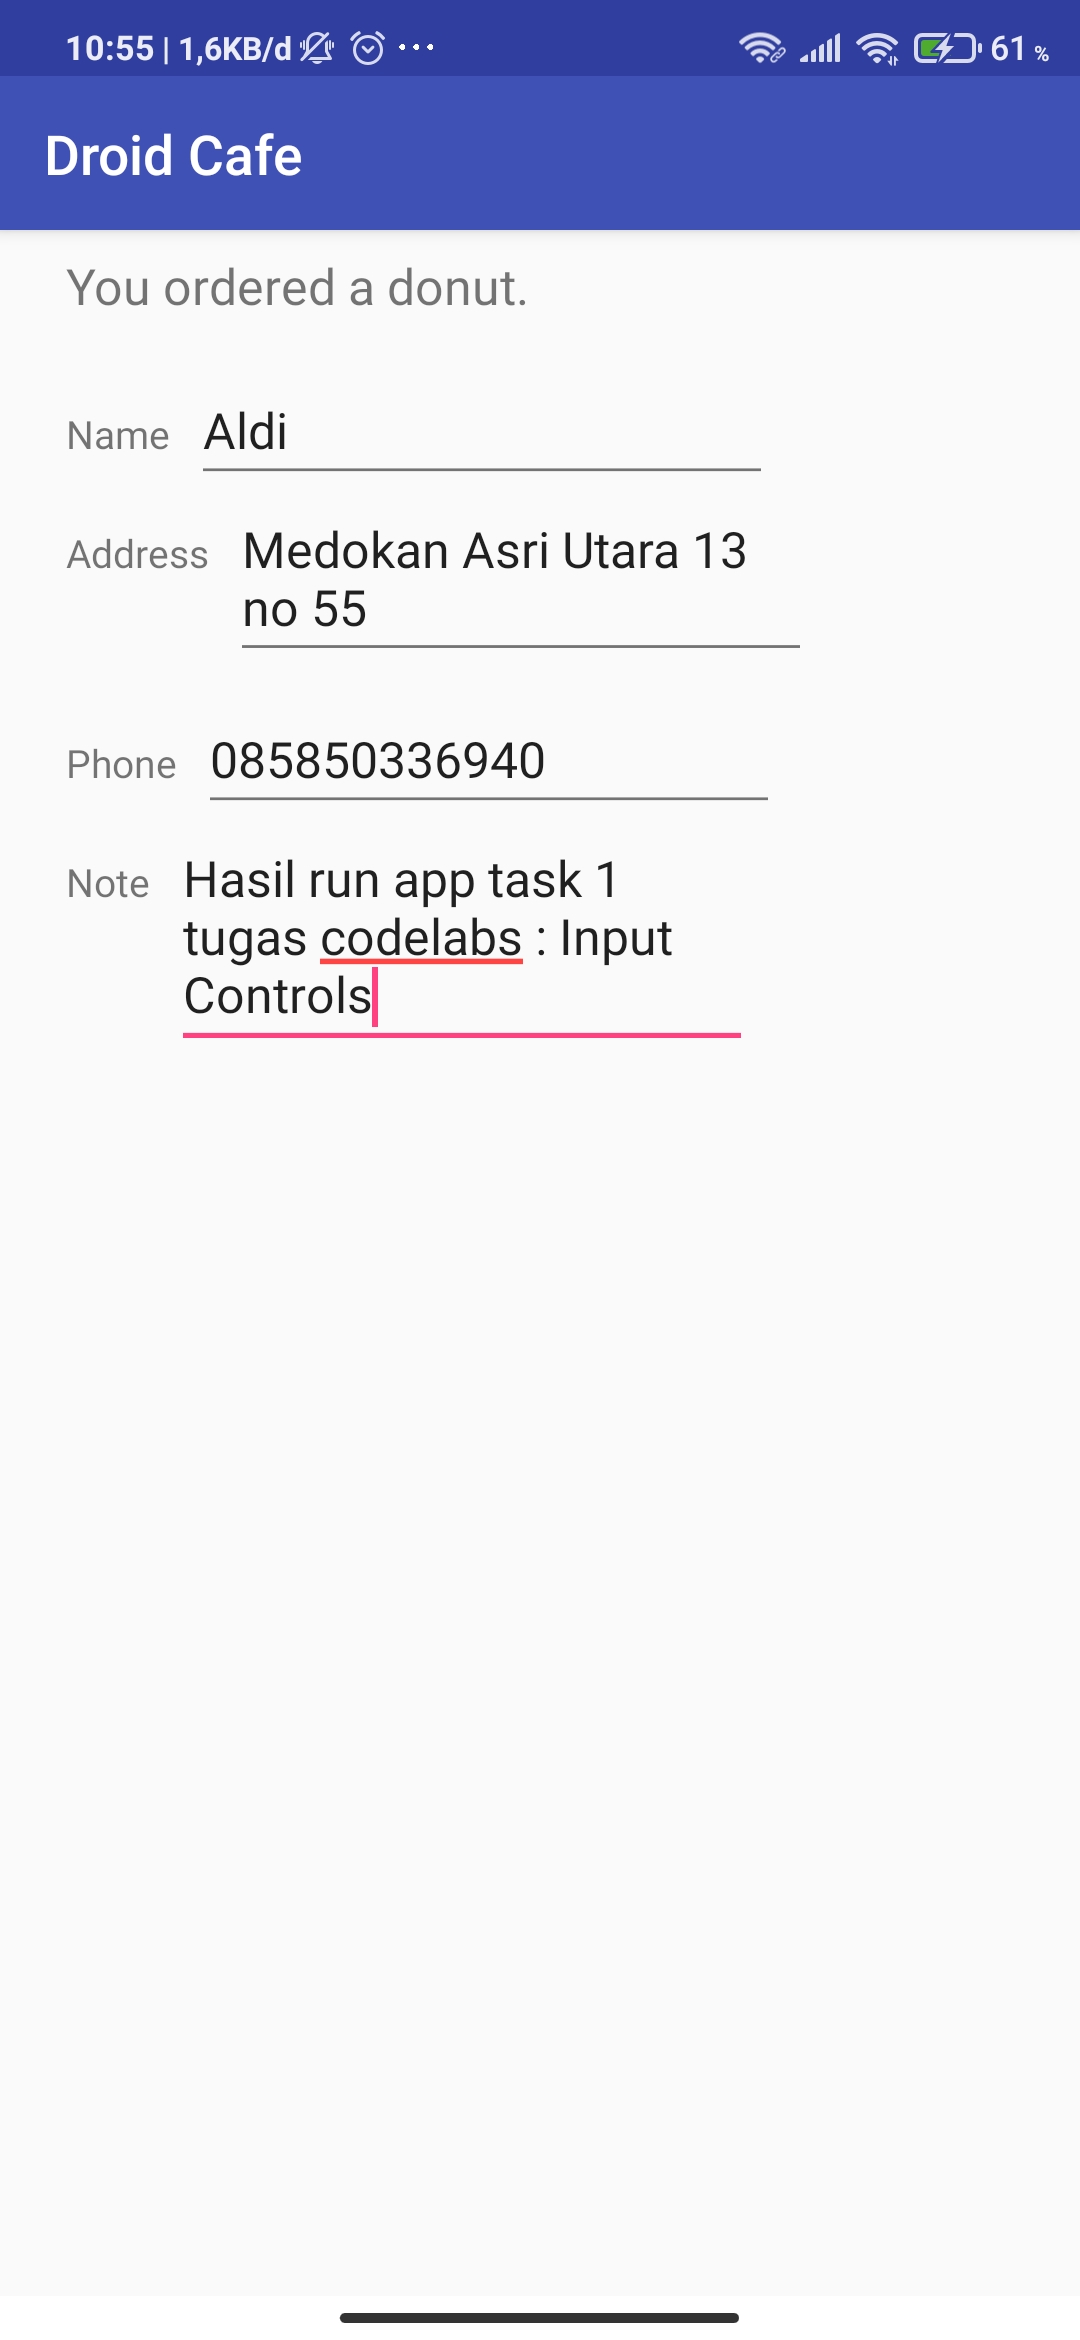 10:55 | 1,6KB/d ... 61 %
Droid Cafe
You ordered a donut.
Name Aldi
Address Medokan Asri Utara 13
no 55
Phone 085850336940
Note Hasil run app task 1
tugas codelabs : Input
Controls